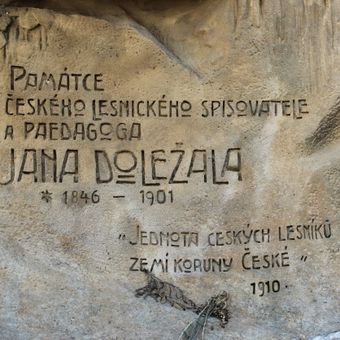 PAMÁTCE
ČESKÉHO LESNICKÉHO SPISOVATELE
A PAEDAGOGA
JANA DOLEŽALA
* 1846 – 1901
„JEDNOTA ČESKÝCH LESNÍKŮ
ZEMÍ KORUNY ČESKÉ"
1910.